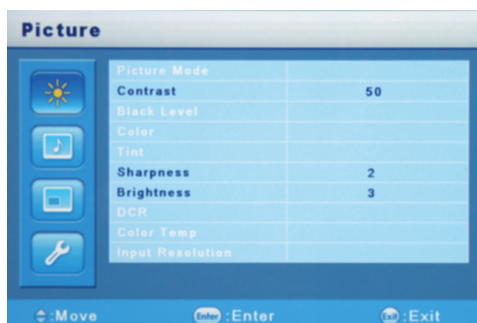 Picture
Picture Mode
Contrast 50
Black Level
Color
Tint
Sharpness 2
Brightness 3
DCR
Color Temp
Input Resolution
:Move Enter :Enter Exit :Exit